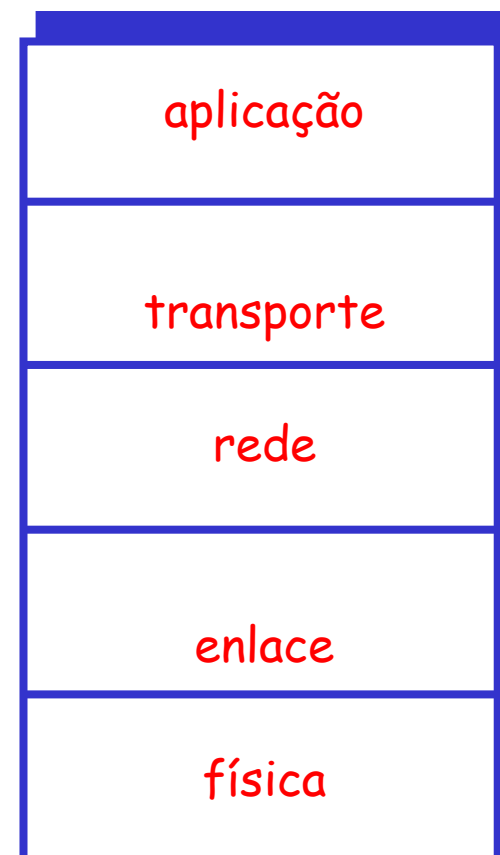 aplicação
transporte
rede
enlace
física